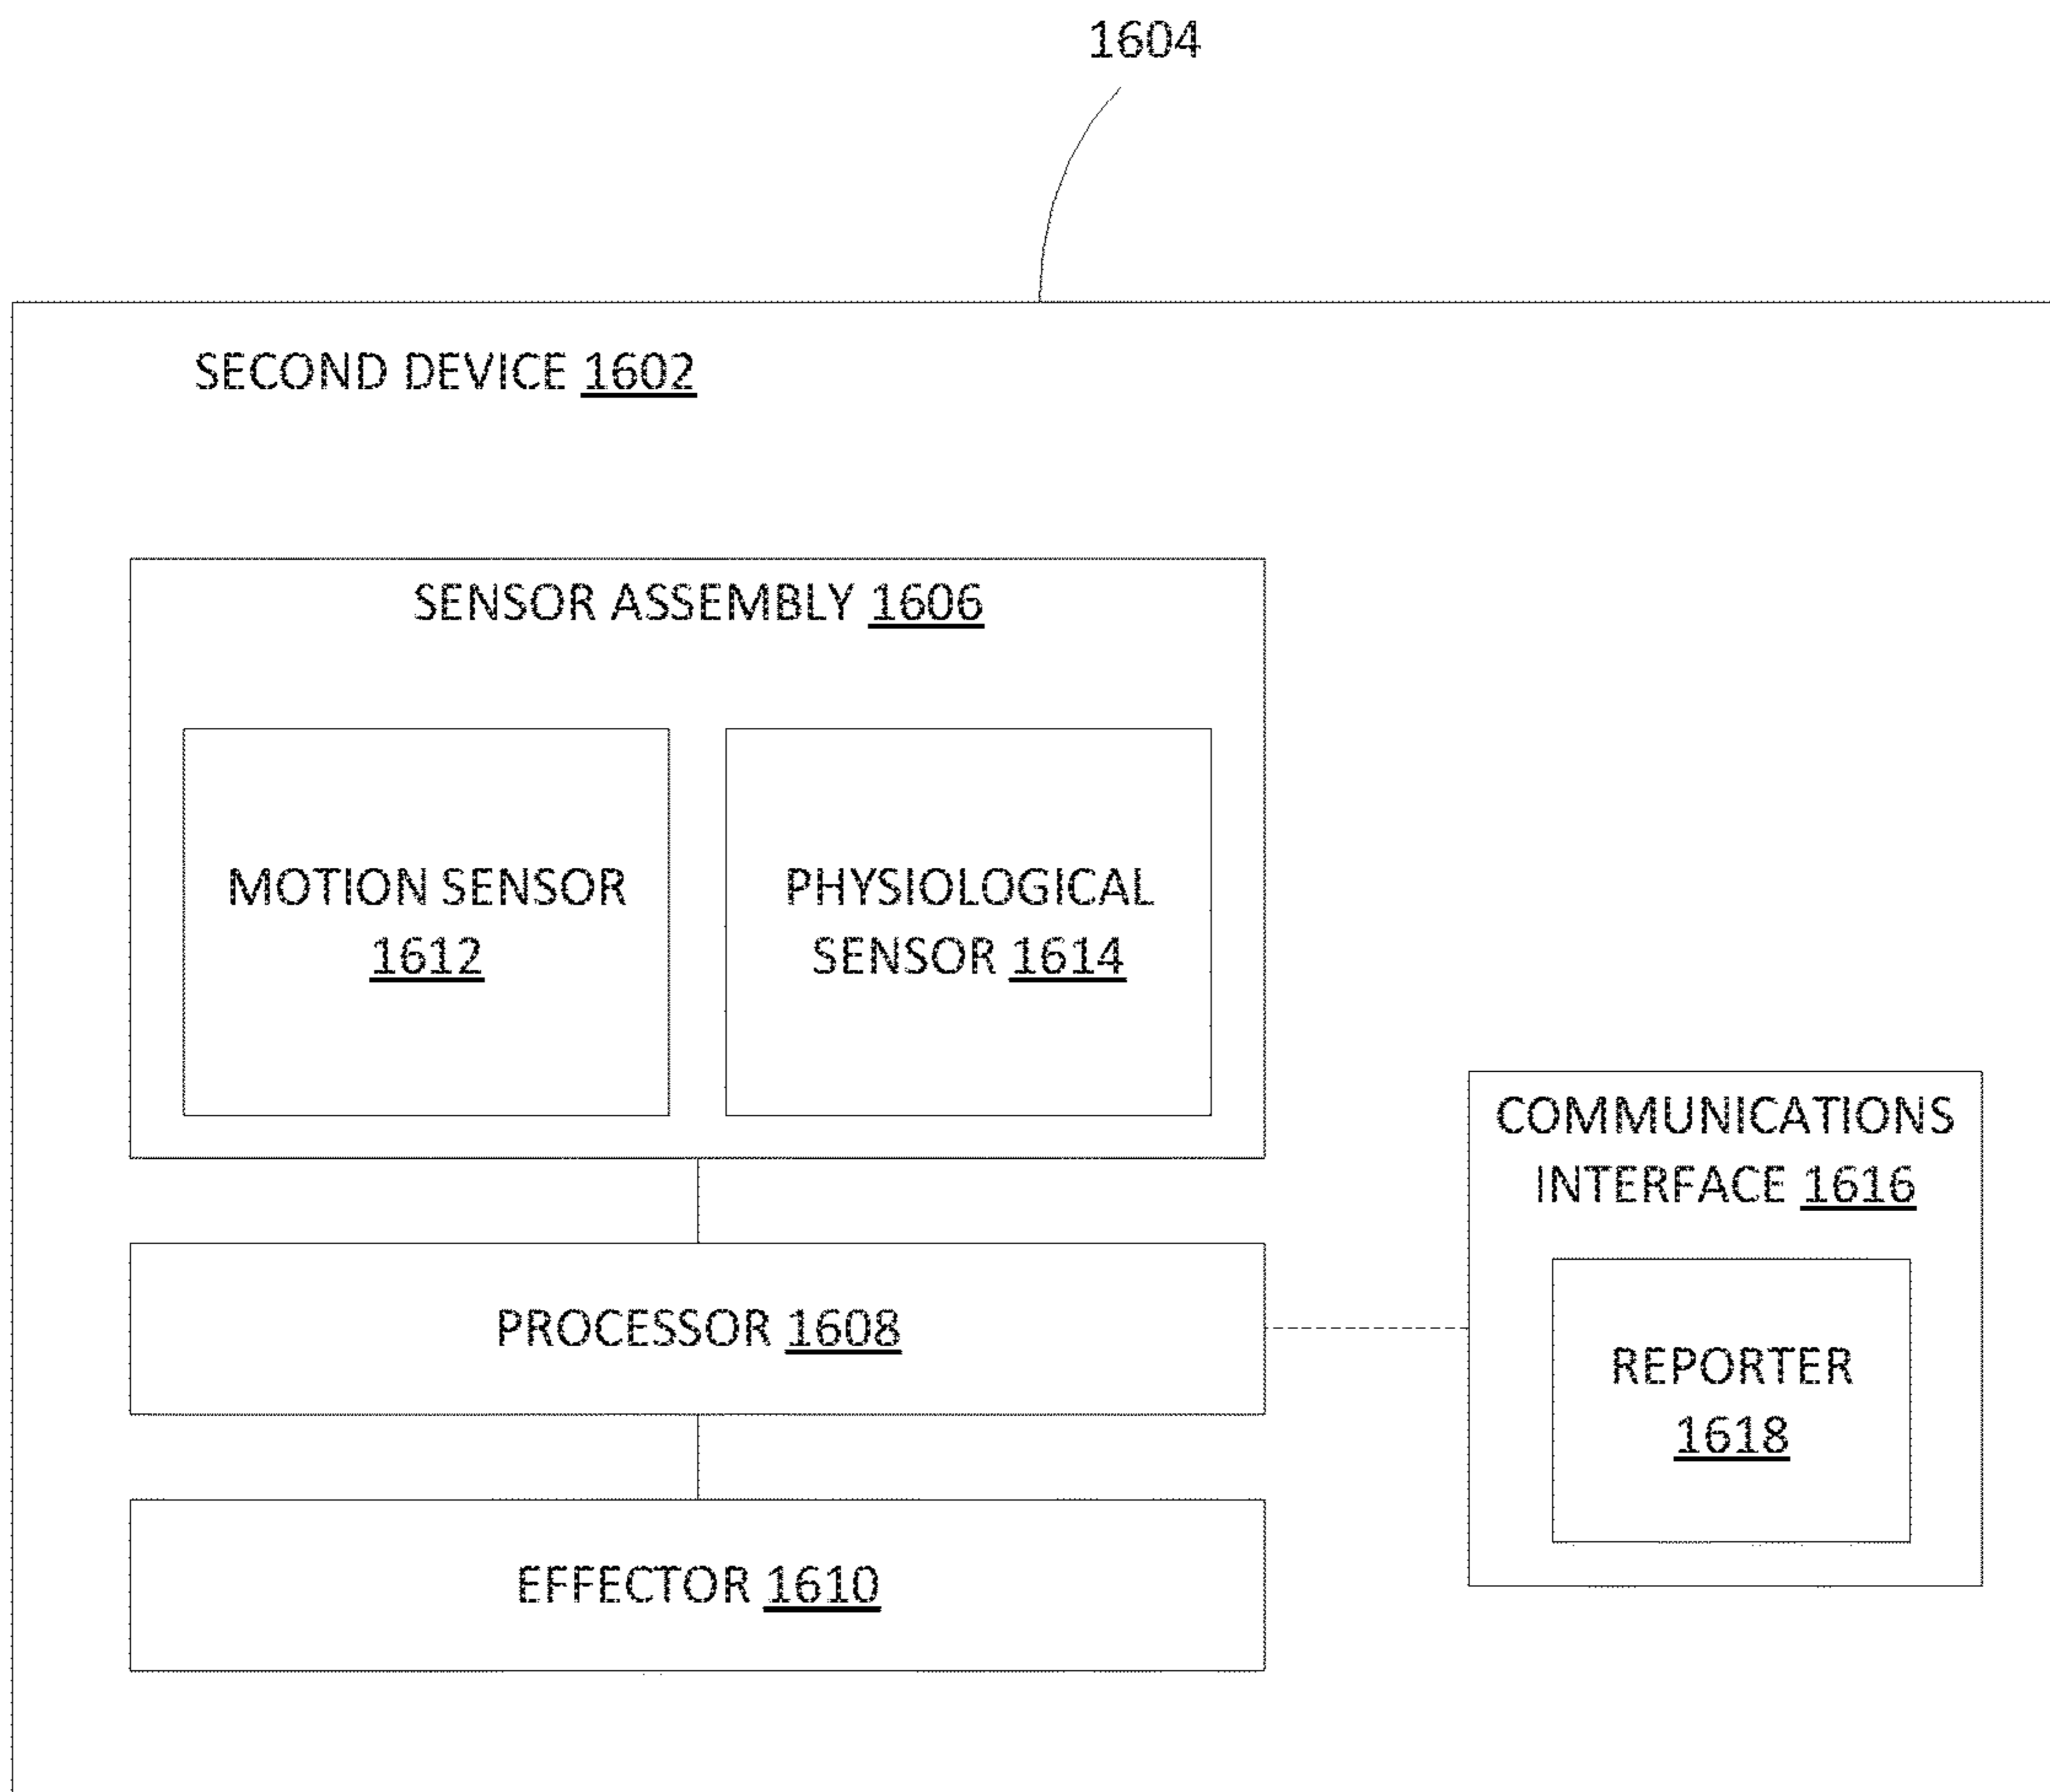 1604
SECOND DEVICE 1602
SENSOR ASSEMBLY 1606
MOTION SENSOR
1612
PHYSIOLOGICAL
SENSOR 1614
COMMUNICATIONS
INTERFACE 1616
PROCESSOR 1608
REPORTER
1618
EFFECTOR 1610